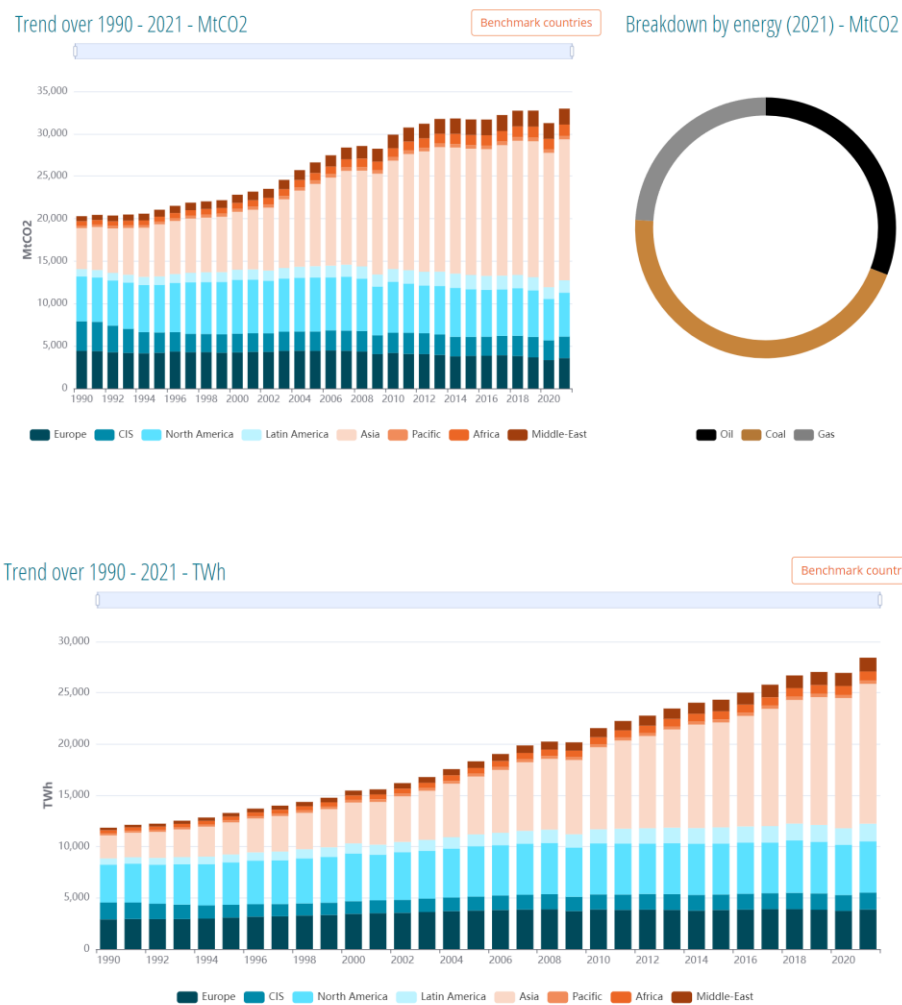 Trend over 1990 - 2021 - MtCO2
Benchmark countries
Breakdown by energy (2021) - MtCO2
35,000
30,000
25,000
20,000
15,000
10,000
5,000
0
MtCO2
1990 1992 1994 1996 1998 2000 2002 2004 2006 2008 2010 2012 2014 2016 2018 2020
Europe CIS North America Latin America Asia Pacific Africa Middle-East
Oil Coal Gas
Trend over 1990 - 2021 - TWh
Benchmark countr
30,000
25,000
20,000
15,000
10,000
5,000
0
TWh
1990 1992 1994 1996 1998 2000 2002 2004 2006 2008 2010 2012 2014 2016 2018 2020
Europe CIS North America Latin America Asia Pacific Africa Middle-East